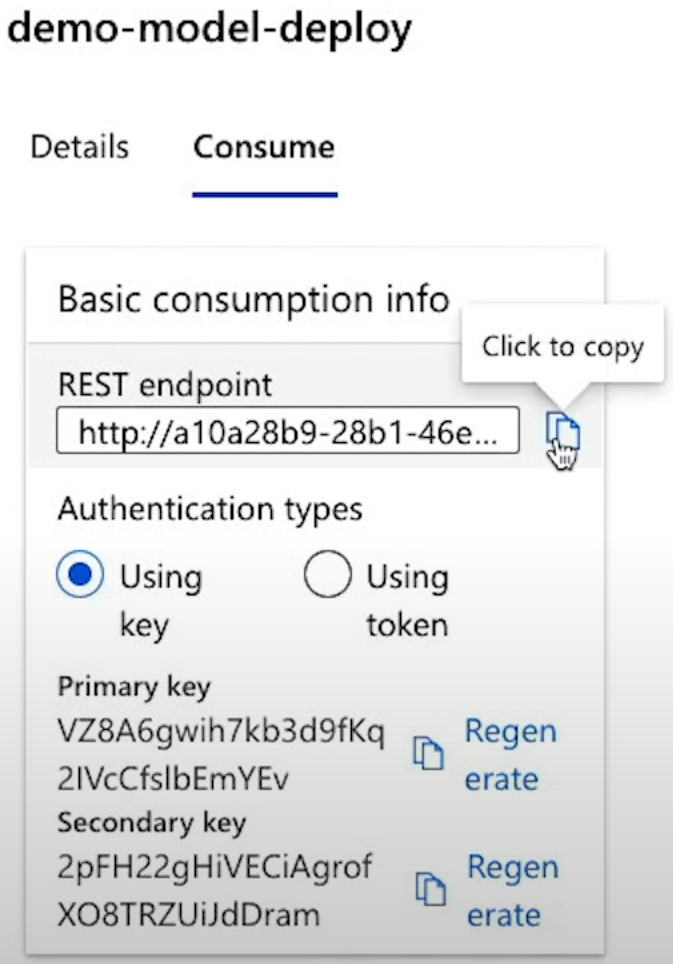 demo-model-deploy
Details Consume
Basic consumption info
Click to copy
REST endpoint
http://a10a28b9-28b1-46e...
Authentication types
Using key
Using token
Primary key
VZ8A6gwih7kb3d9fKq
2IVcCfslbEmYEv
Regen
erate
Secondary key
2pFH22gHiVECiAgrof
XO8TRZUiJdDram
Regen
erate